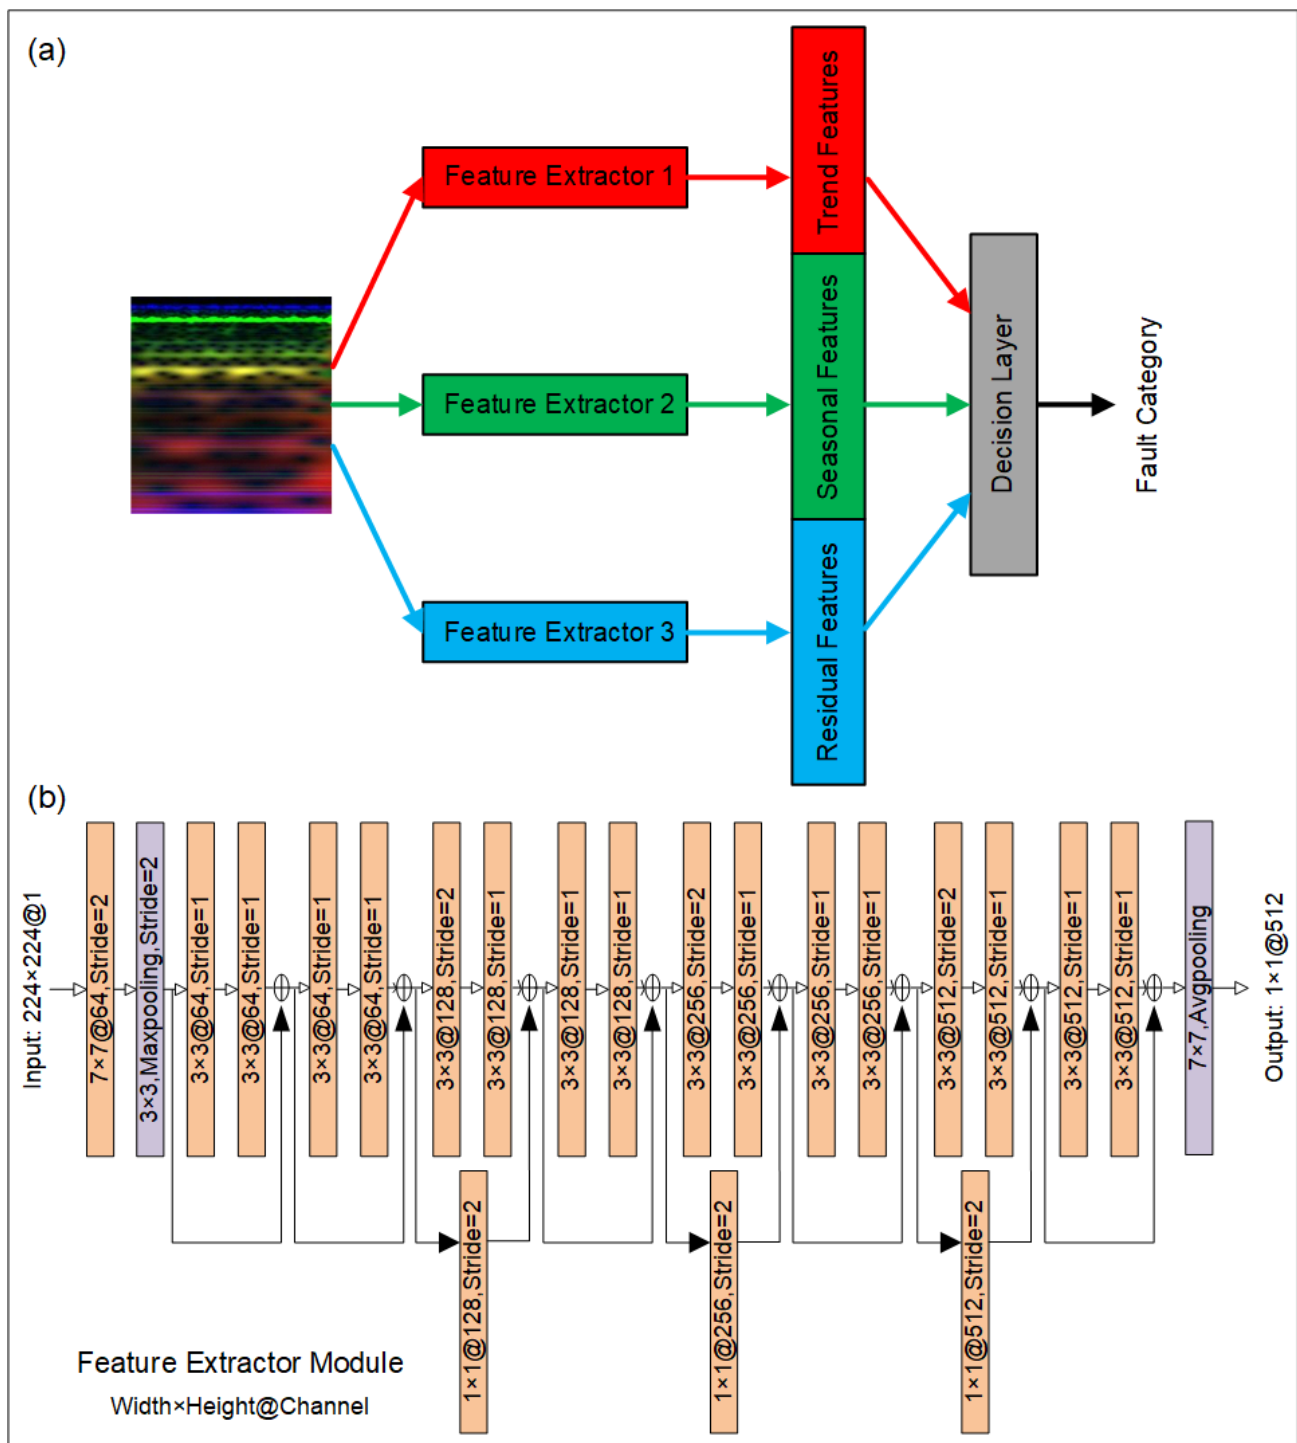 (a)
Feature Extractor 1
Feature Extractor 2
Feature Extractor 3
Trend Features
Seasonal Features
Residual Features
Decision Layer
Fault Category
(b)
Input: 224×224@1
7×7@64,Stride=2
3×3,Maxpooling,Stride=2
3×3@64,Stride=1
3×3@64,Stride=1
3×3@64,Stride=1
3×3@64,Stride=1
3×3@128,Stride=2
3×3@128,Stride=1
3×3@128,Stride=1
3×3@128,Stride=1
3×3@256,Stride=2
3×3@256,Stride=1
3×3@256,Stride=1
3×3@256,Stride=1
3×3@512,Stride=2
3×3@512,Stride=1
3×3@512,Stride=1
3×3@512,Stride=1
7×7,Avgpooling
Output: 1×1@512
1×1@128,Stride=2
1×1@256,Stride=2
1×1@512,Stride=2
Feature Extractor Module
Width×Height@Channel